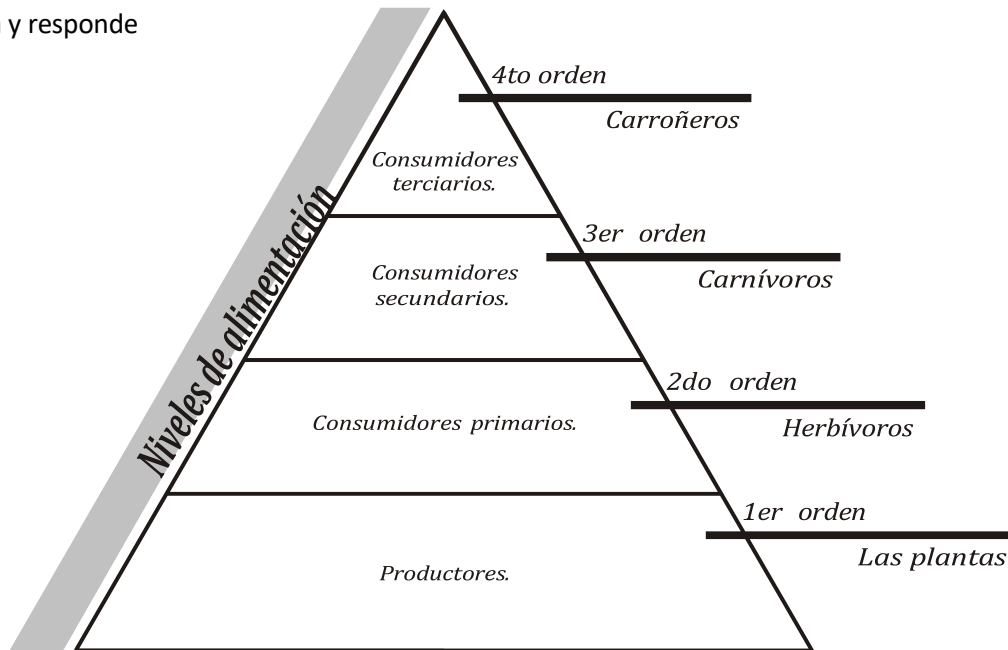 y responde
4to orden
Carroñeros
Consumidores
terciarios.
3er orden
Carnívoros
Consumidores
secundarios.
Niveles de alimentación
2do orden
Herbívoros
Consumidores primarios.
1er orden
Las plantas
Productores.